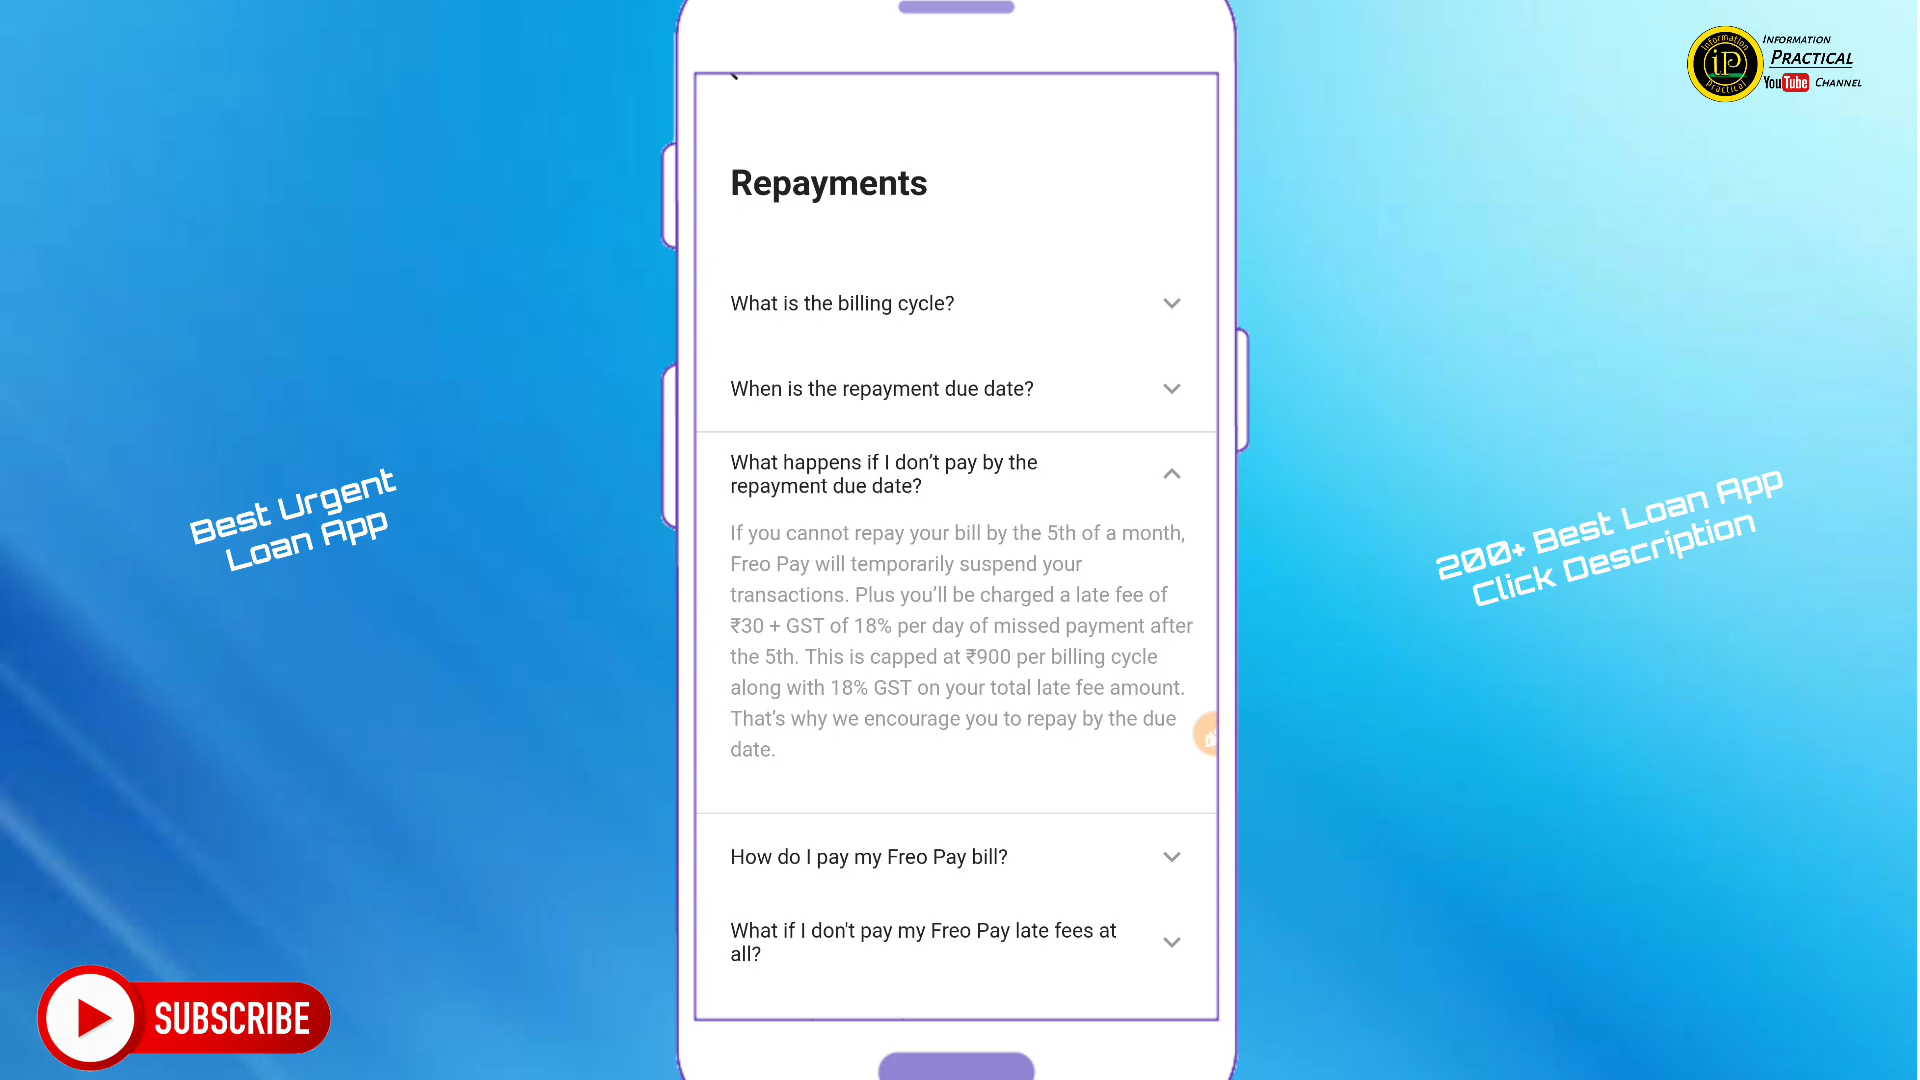 Information
iP
Practical
INFORMATION
PRACTICAL
YouTube CHANNEL
Repayments
What is the billing cycle?
When is the repayment due date?
What happens if I don’t pay by the
repayment due date?
If you cannot repay your bill by the 5th of a month,
Freo Pay will temporarily suspend your
transactions. Plus you’ll be charged a late fee of
₹30 + GST of 18% per day of missed payment after
the 5th. This is capped at ₹900 per billing cycle
along with 18% GST on your total late fee amount.
That’s why we encourage you to repay by the due
date.
How do I pay my Freo Pay bill?
What if I don't pay my Freo Pay late fees at
all?
Best Urgent
Loan App
200+ Best Loan App
Click Description
SUBSCRIBE